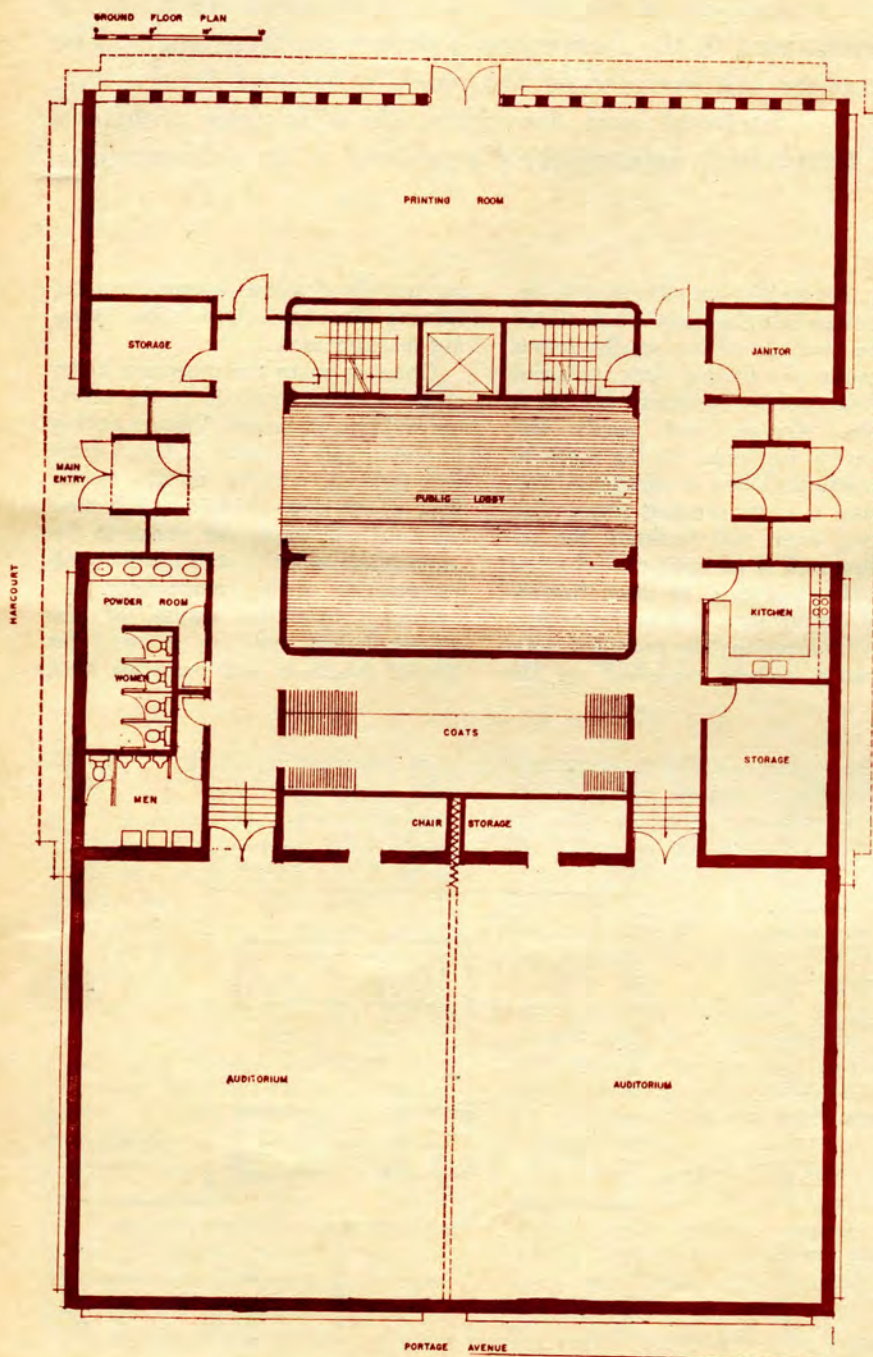 GROUND FLOOR PLAN
PRINTING ROOM
STORAGE
JANITOR
MAIN
ENTRY
PUBLIC LOBBY
HARCOURT
POWDER ROOM
KITCHEN
WOMEN
COATS
STORAGE
MEN
CHAIR STORAGE
AUDITORIUM
AUDITORIUM
PORTAGE AVENUE